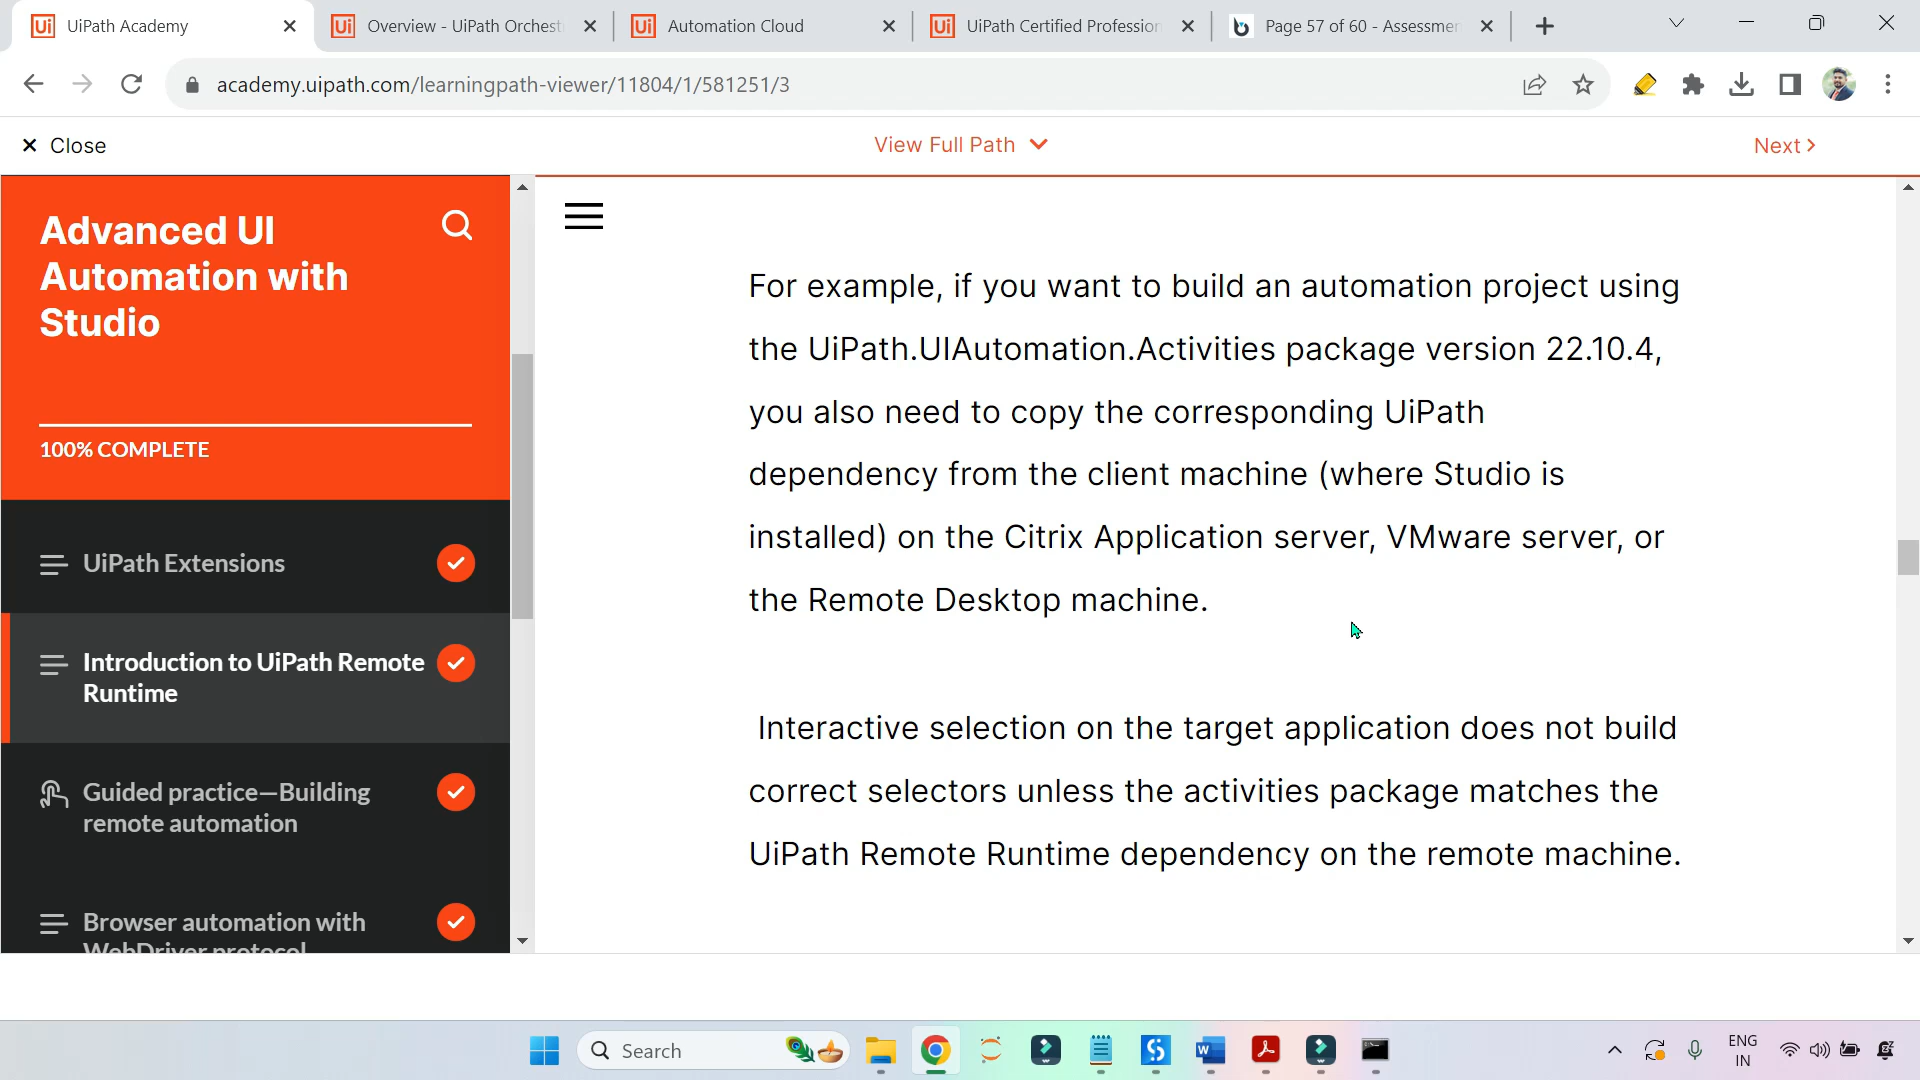 UiPath Academy
Overview - UiPath Orchest
Automation Cloud
UiPath Certified Profession
Page 57 of 60 - Assessmen
academy.uipath.com/learningpath-viewer/11804/1/581251/3
Close
View Full Path
Next
Advanced UI
Automation with
Studio
100% COMPLETE
UiPath Extensions
Introduction to UiPath Remote
Runtime
Guided practice—Building
remote automation
Browser automation with
WebDriver protocol
For example, if you want to build an automation project using
the UiPath.UIAutomation.Activities package version 22.10.4,
you also need to copy the corresponding UiPath
dependency from the client machine (where Studio is
installed) on the Citrix Application server, VMware server, or
the Remote Desktop machine.
Interactive selection on the target application does not build
correct selectors unless the activities package matches the
UiPath Remote Runtime dependency on the remote machine.
Search
ENG
IN